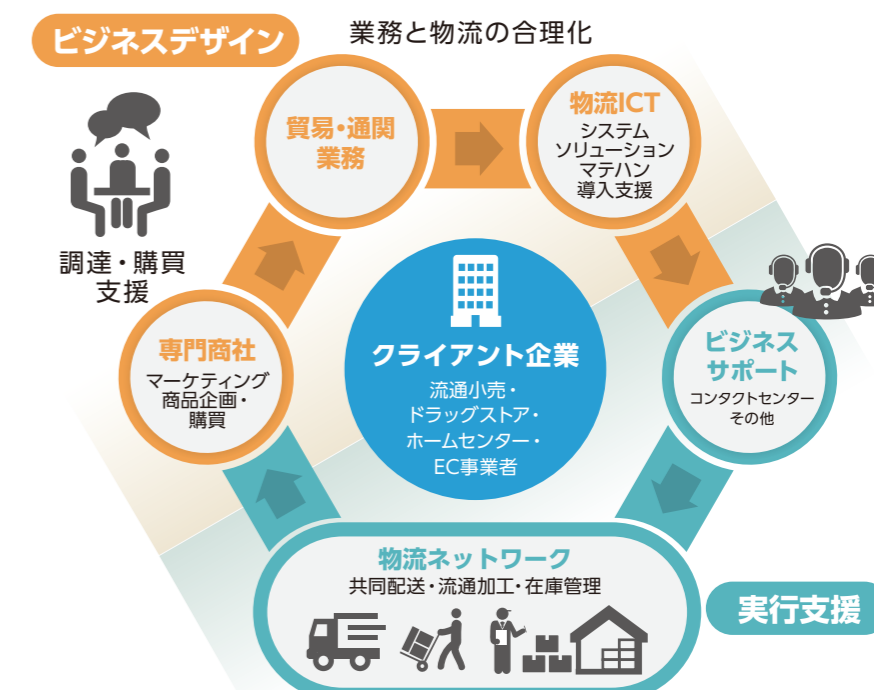 ビジネスデザイン
業務と物流の合理化
貿易・通関
業務
物流ICT
システム
ソリューション
マテハン
導入支援
調達・購買
支援
専門商社
マーケティング
商品企画・
購買
クライアント企業
流通小売・
ドラッグストア・
ホームセンター・
EC事業者
ビジネス
サポート
コンタクトセンター
その他
物流ネットワーク
共同配送・流通加工・在庫管理
実行支援